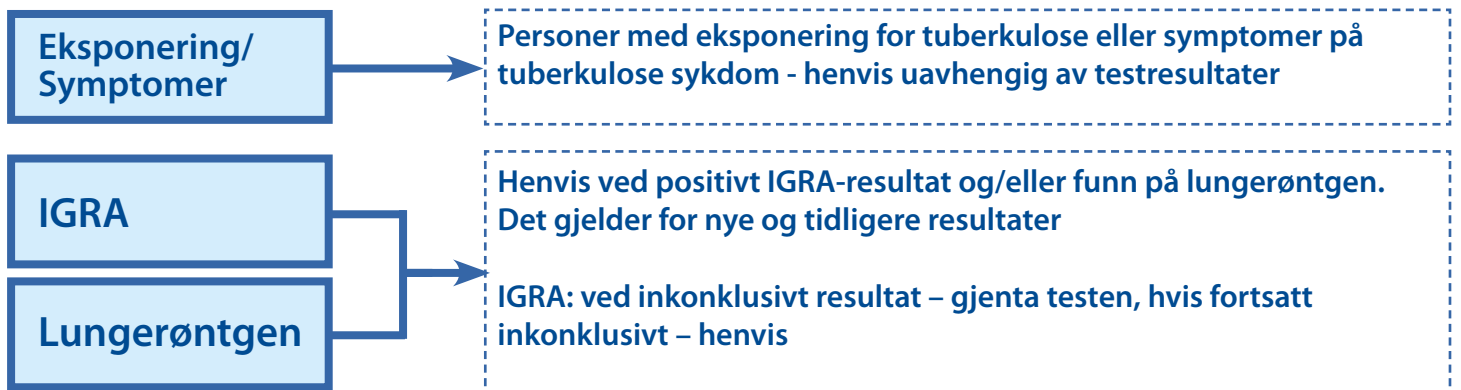 Eksponering/
Symptomer
Personer med eksponering for tuberkulose eller symptomer på
tuberkulose sykdom - henvis uavhengig av testresultater
IGRA
Lungerøntgen
Henvis ved positivt IGRA-resultat og/eller funn på lungerøntgen.
Det gjelder for nye og tidligere resultater
IGRA: ved inkonklusivt resultat – gjenta testen, hvis fortsatt
inkonklusivt – henvis